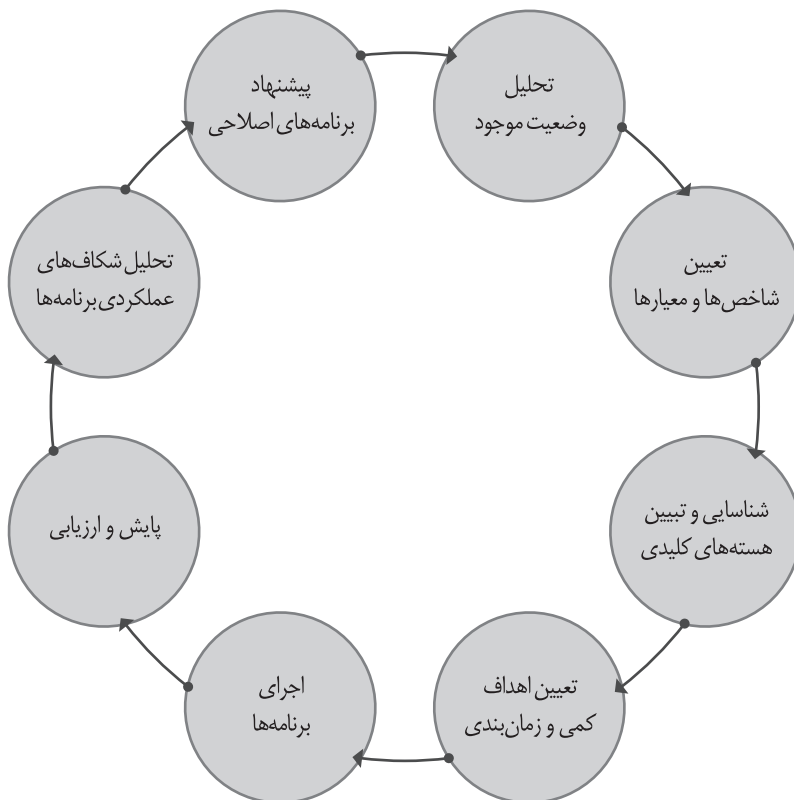 تحلیل
وضعیت موجود
تعیین
شاخص‌ها و معیارها
شناسایی و تبیین
هسته‌های کلیدی
تعیین اهداف
کمی و زمان‌بندی
اجرای
برنامه‌ها
پایش و ارزیابی
تحلیل شکاف‌های
عملکردی برنامه‌ها
پیشنهاد
برنامه‌های اصلاحی